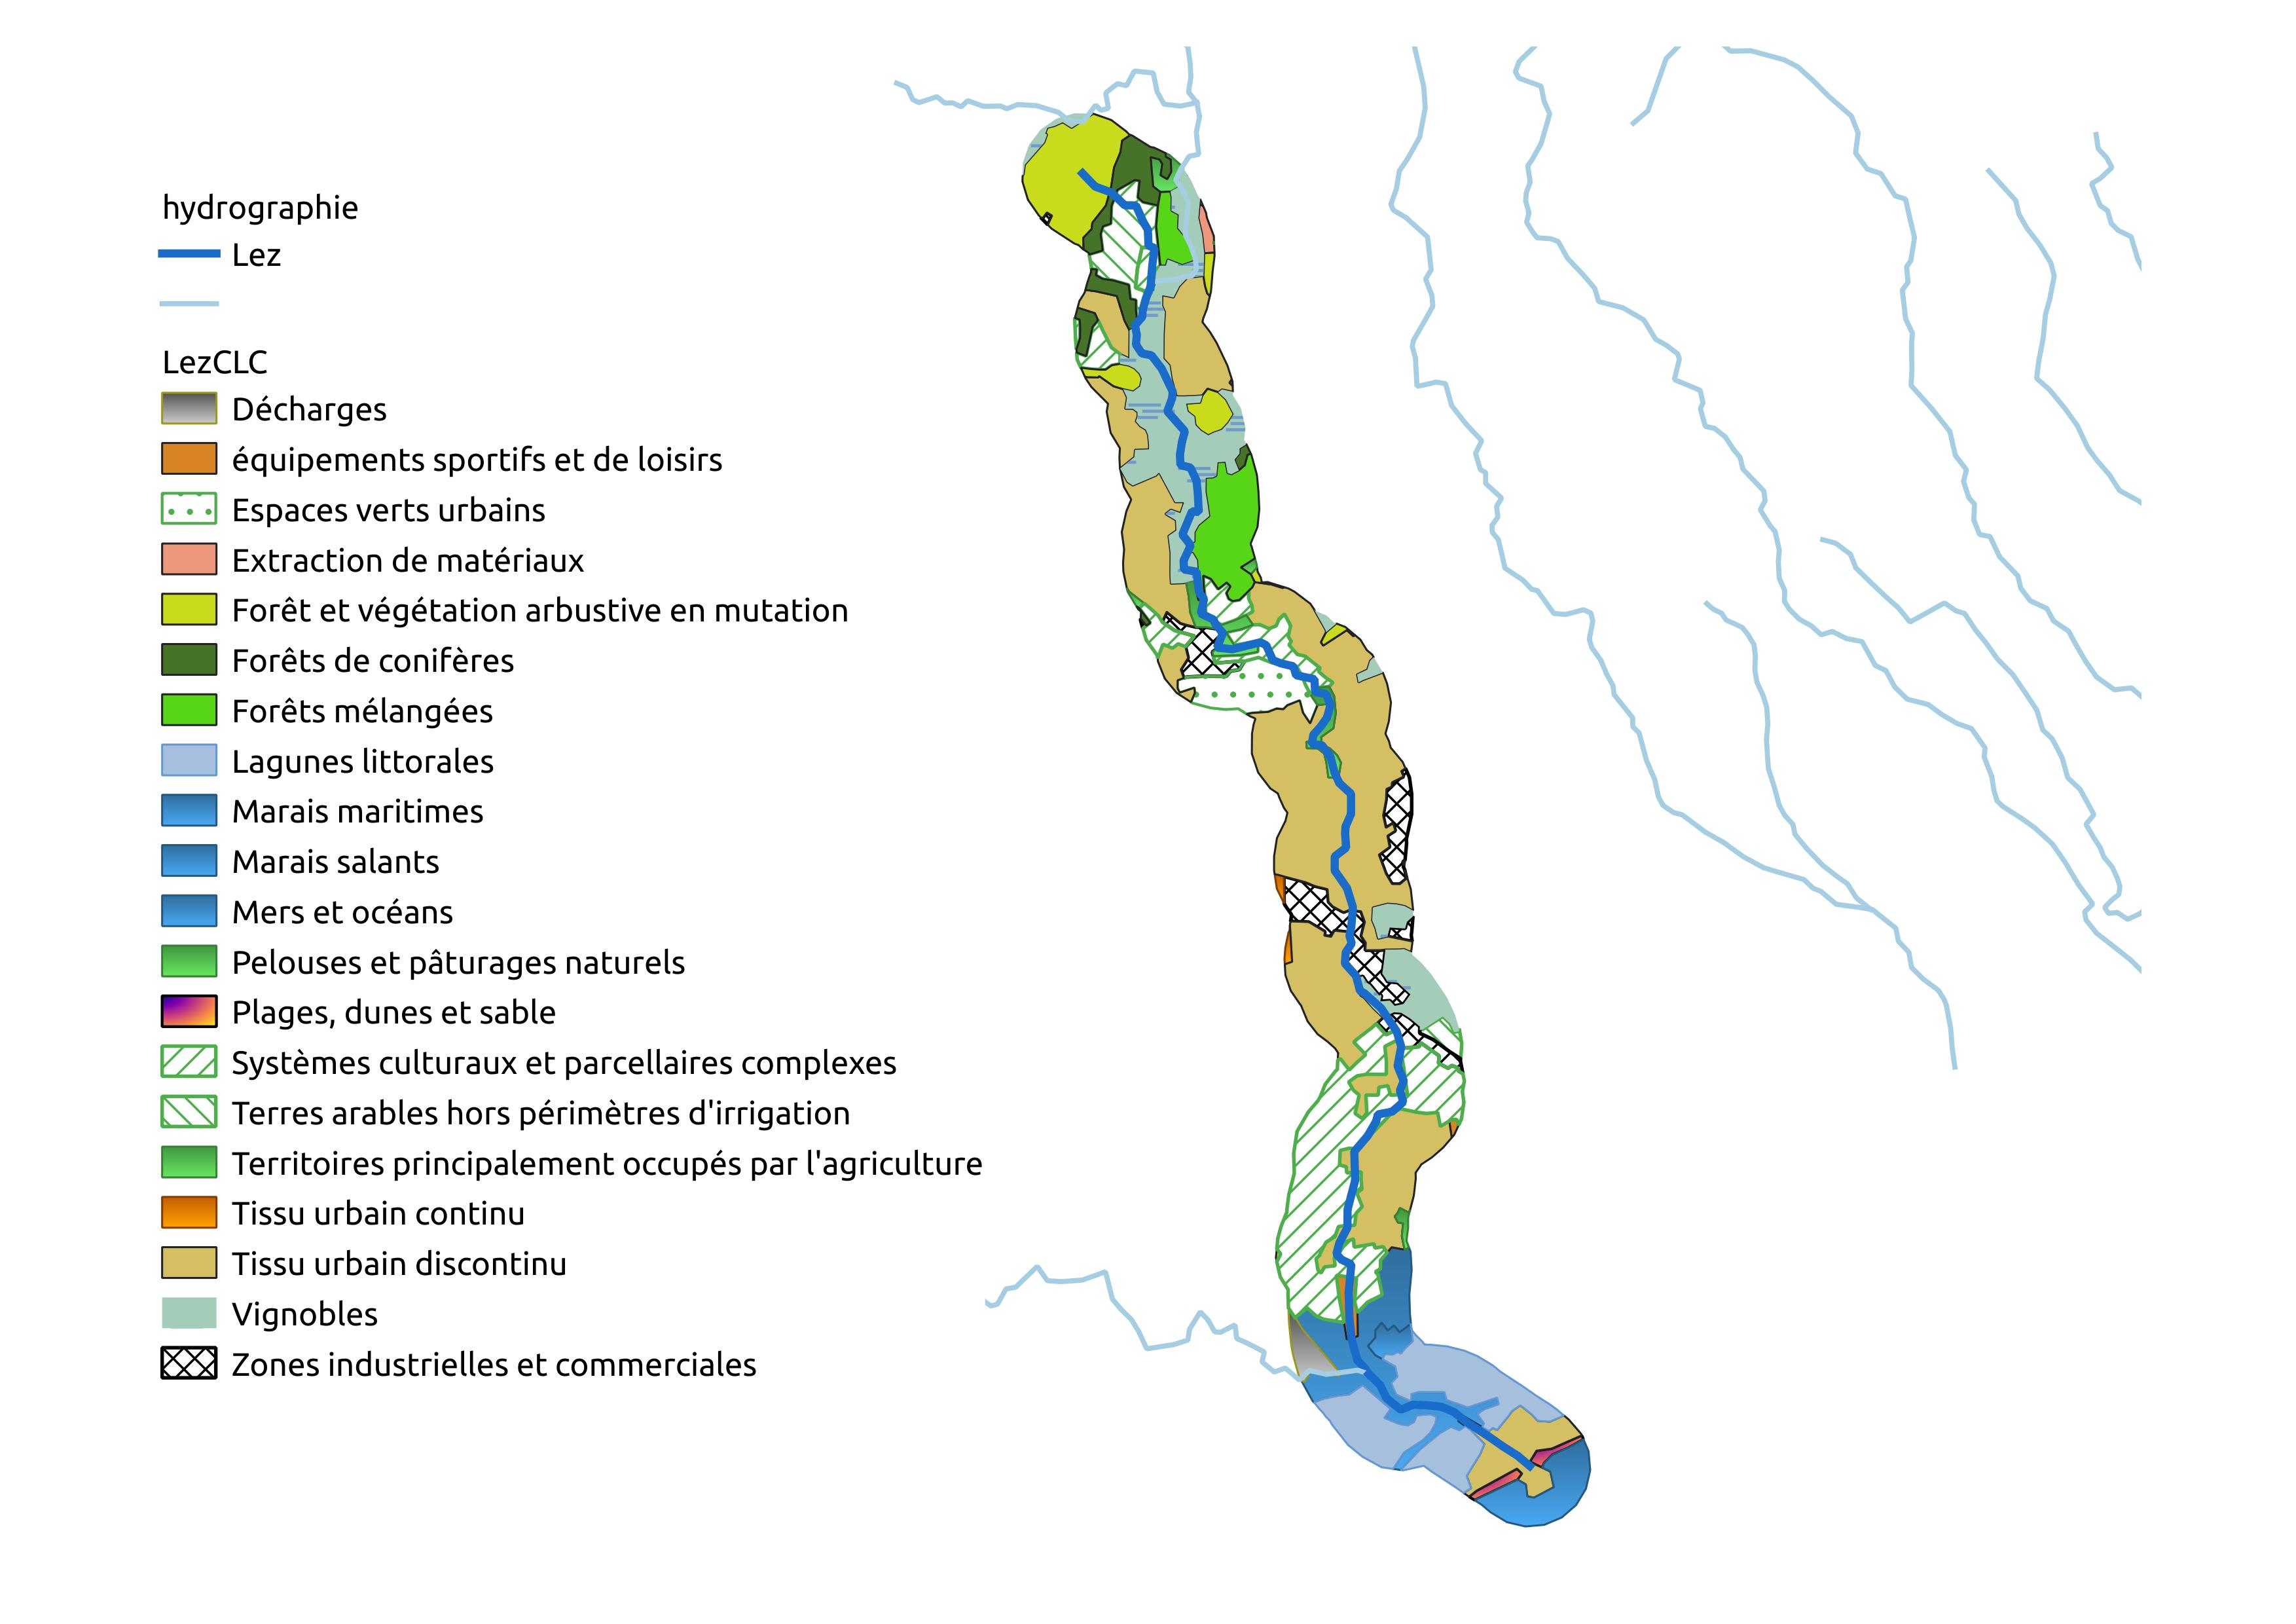 hydrographie
Lez
LezCLC
Décharges
équipements sportifs et de loisirs
Espaces verts urbains
Extraction de matériaux
Forêt et végétation arbustive en mutation
Forêts de conifères
Forêts mélangées
Lagunes littorales
Marais maritimes
Marais salants
Mers et océans
Pelouses et pâturages naturels
Plages, dunes et sable
Systèmes culturaux et parcellaires complexes
Terres arables hors périmètres d'irrigation
Territoires principalement occupés par l'agriculture
Tissu urbain continu
Tissu urbain discontinu
Vignobles
Zones industrielles et commerciales